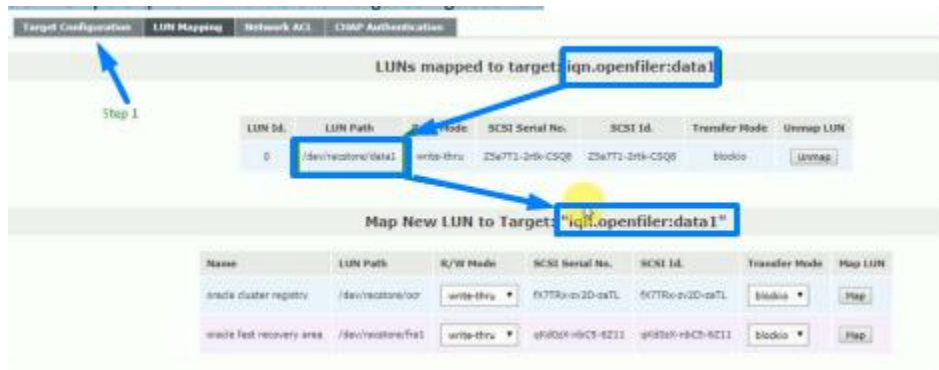 Target Configuration LUN Mapping Network ACL CHAP Authentication
LUNs mapped to target: iqn.openfiler:data1
Step 1
LUN Id. LUN Path Mode SCSI Serial No. SCSI Id. Transfer Mode Unmap LUN
0 /dev/racstore/data1 write-thru blockio Unmap
Map New LUN to Target: "iqn.openfiler:data1"
Name LUN Path R/W Mode SCSI Serial No. SCSI Id. Transfer Mode Map LUN
oracle cluster registry /dev/racstore/ocr write-thru blockio Map
oracle fast recovery area /dev/racstore/fra1 write-thru blockio Map